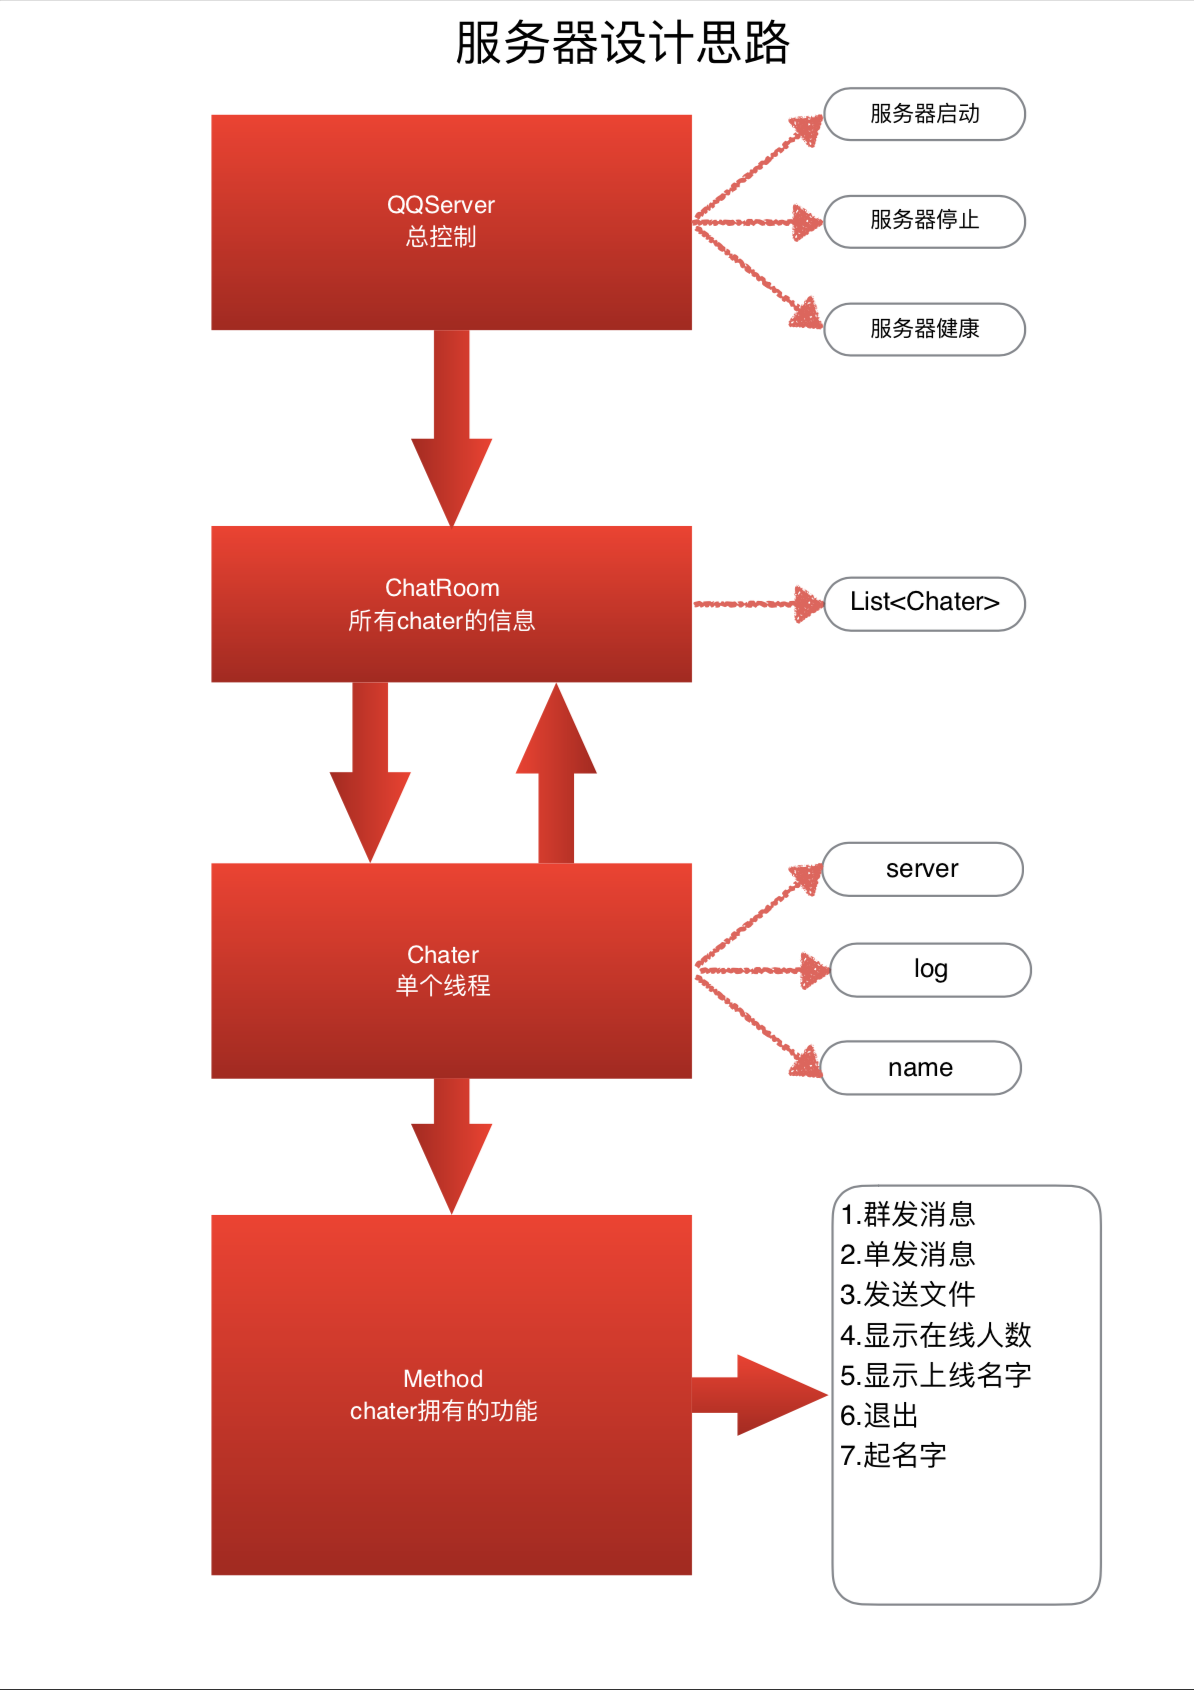 服务器设计思路
QQServer
总控制
服务器启动
服务器停止
服务器健康
ChatRoom
所有chater的信息
List<Chater>
Chater
单个线程
server
log
name
Method
chater拥有的功能
1.群发消息
2.单发消息
3.发送文件
4.显示在线人数
5.显示上线名字
6.退出
7.起名字